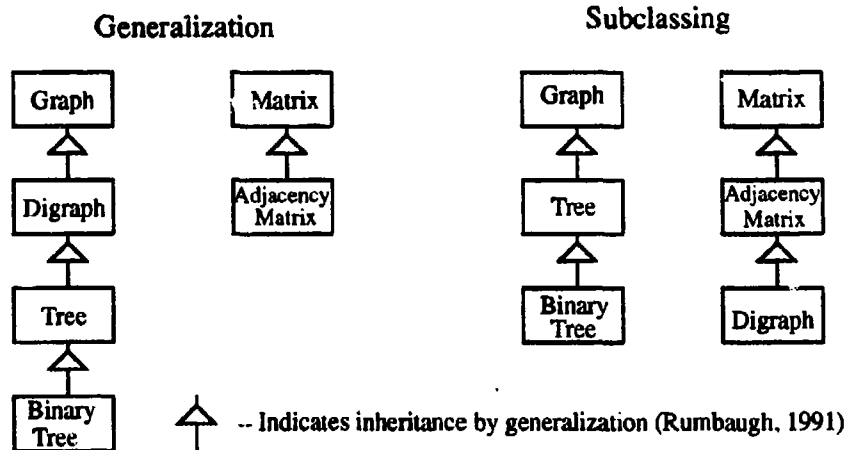 Generalization
Subclassing
Graph
Matrix
Graph
Matrix
Digraph
Adjacency
Matrix
Tree
Adjacency
Matrix
Tree
Binary
Tree
Digraph
Binary
Tree
-- Indicates inheritance by generalization (Rumbaugh, 1991)